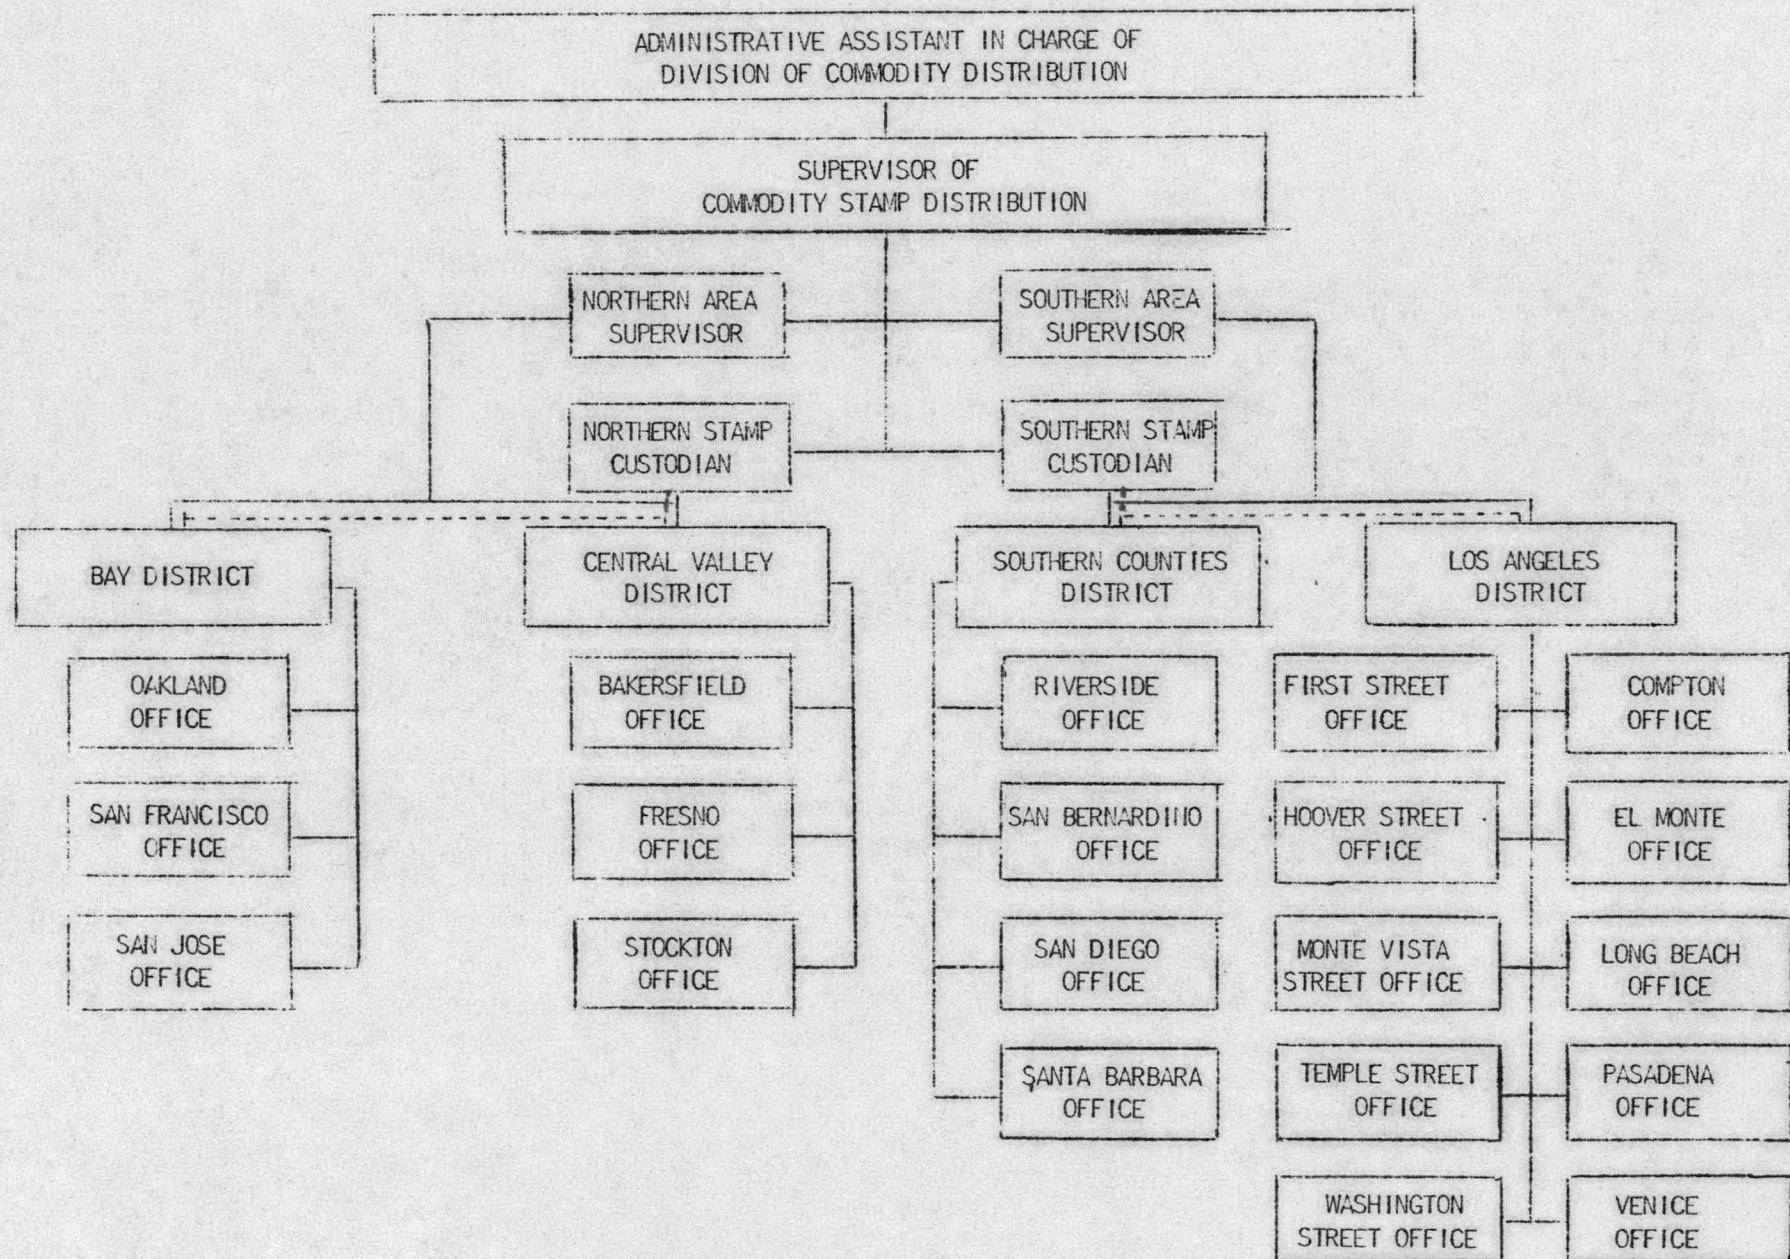 ADMINISTRATIVE ASSISTANT IN CHARGE OF
DIVISION OF COMMODITY DISTRIBUTION
SUPERVISOR OF
COMMODITY STAMP DISTRIBUTION
NORTHERN AREA
SUPERVISOR
SOUTHERN AREA
SUPERVISOR
NORTHERN STAMP
CUSTODIAN
SOUTHERN STAMP
CUSTODIAN
BAY DISTRICT
CENTRAL VALLEY
DISTRICT
SOUTHERN COUNTIES
DISTRICT
LOS ANGELES
DISTRICT
OAKLAND
OFFICE
BAKERSFIELD
OFFICE
RIVERSIDE
OFFICE
FIRST STREET
OFFICE
COMPTON
OFFICE
SAN FRANCISCO
OFFICE
FRESNO
OFFICE
SAN BERNARDINO
OFFICE
HOOVER STREET
OFFICE
EL MONTE
OFFICE
SAN JOSE
OFFICE
STOCKTON
OFFICE
SAN DIEGO
OFFICE
MONTE VISTA
STREET OFFICE
LONG BEACH
OFFICE
SANTA BARBARA
OFFICE
TEMPLE STREET
OFFICE
PASADENA
OFFICE
WASHINGTON
STREET OFFICE
VENICE
OFFICE